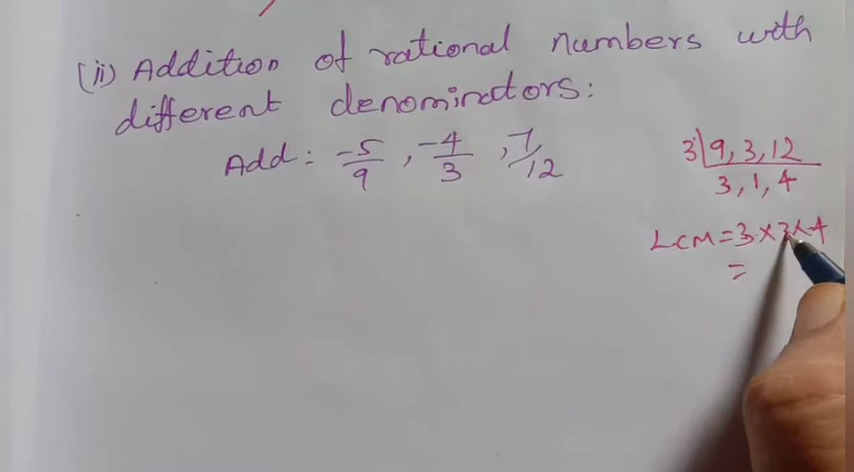 (ii) Addition of rational numbers with
different denominators:
Add: -5/9, -4/3, 7/12
3) 9, 3, 12
3, 1, 4
LCM = 3 × 3 × 4
=